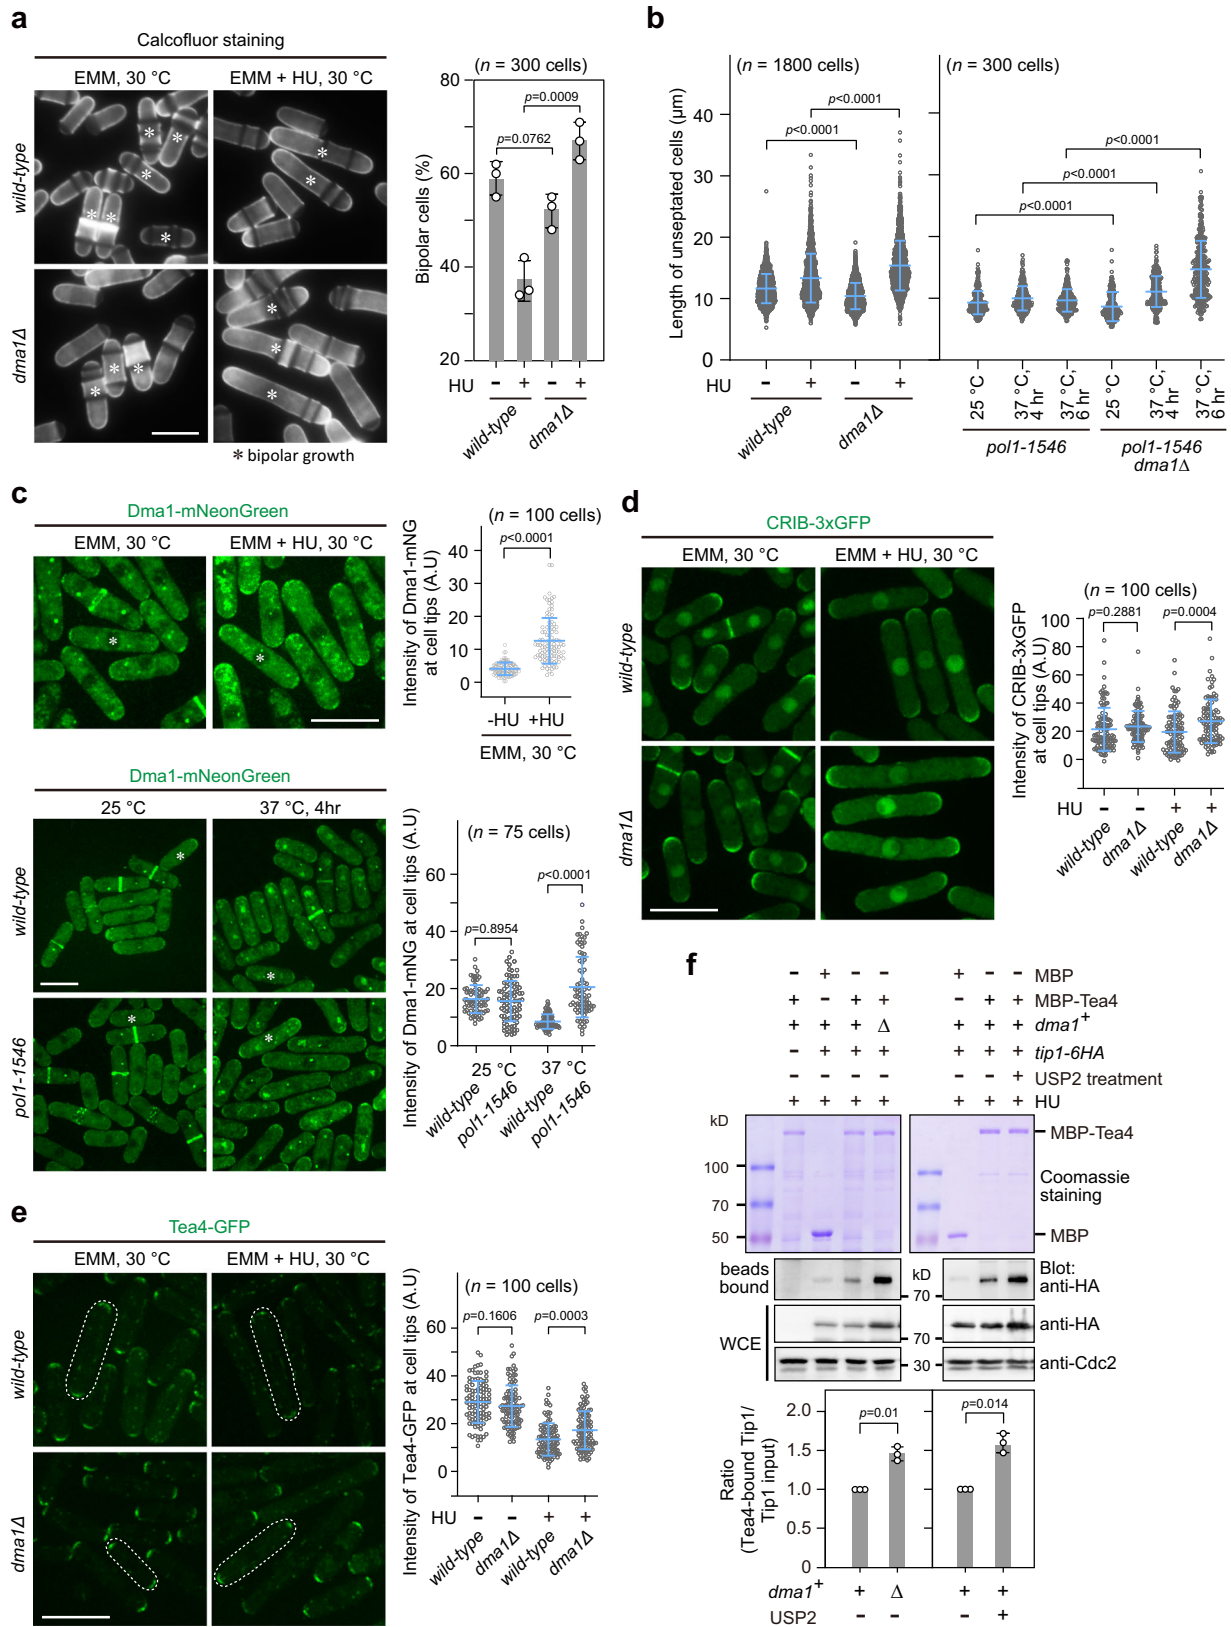 a
Calcofluor staining
EMM, 30 °C
EMM + HU, 30 °C
wild-type
dma1Δ
* bipolar growth
(n = 300 cells)
p=0.0009
p=0.0762
Bipolar cells (%)
80
60
40
20
HU - + - +
wild-type
dma1Δ
b
(n = 1800 cells)
(n = 300 cells)
p<0.0001
p<0.0001
p<0.0001
p<0.0001
p<0.0001
Length of unseptated cells (µm)
40
30
20
10
0
HU - + - +
wild-type
dma1Δ
25 °C
37 °C, 4 hr
37 °C, 6 hr
25 °C
37 °C, 4 hr
37 °C, 6 hr
pol1-1546
pol1-1546
dma1Δ
c
Dma1-mNeonGreen
EMM, 30 °C
EMM + HU, 30 °C
(n = 100 cells)
p<0.0001
Intensity of Dma1-mNG
at cell tips (A.U)
40
30
20
10
0
-HU +HU
EMM, 30 °C
Dma1-mNeonGreen
25 °C
37 °C, 4hr
wild-type
pol1-1546
(n = 75 cells)
p<0.0001
p=0.8954
Intensity of Dma1-mNG at cell tips (A.U)
60
40
20
0
25 °C
37 °C
wild-type
pol1-1546
wild-type
pol1-1546
d
CRIB-3xGFP
EMM, 30 °C
EMM + HU, 30 °C
wild-type
dma1Δ
(n = 100 cells)
p=0.2881
p=0.0004
Intensity of CRIB-3xGFP
at cell tips (A.U)
100
80
60
40
20
0
HU - - + +
wild-type
dma1Δ
wild-type
dma1Δ
e
Tea4-GFP
EMM, 30 °C
EMM + HU, 30 °C
wild-type
dma1Δ
(n = 100 cells)
p=0.1606
p=0.0003
Intensity of Tea4-GFP at cell tips (A.U)
60
40
20
0
HU - - + +
wild-type
dma1Δ
wild-type
dma1Δ
f
- + - - + - - MBP
+ - + + - + + MBP-Tea4
+ + + Δ + + + dma1+
- + + + + + + tip1-6HA
- - - - - - + USP2 treatment
+ + + + + + + HU
kD
100
70
50
MBP-Tea4
Coomassie
staining
MBP
beads
bound
kD
70
Blot:
anti-HA
WCE
70
anti-HA
30
anti-Cdc2
Ratio
(Tea4-bound Tip1/
Tip1 input)
2.0
1.5
1.0
0.5
0
p=0.01
p=0.014
dma1+ + Δ + +
USP2 - - - +